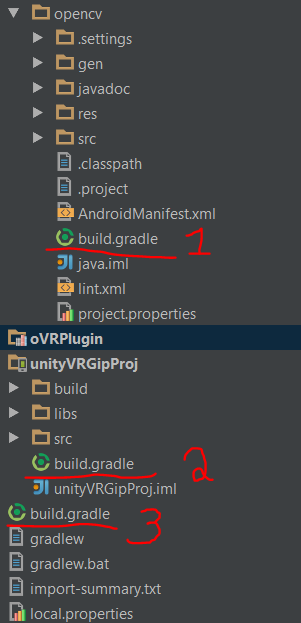 opencv
.settings
gen
javadoc
res
src
.classpath
.project
AndroidManifest.xml
build.gradle 1
java.iml
lint.xml
project.properties
oVRPlugin
unityVRGipProj
build
libs
src
build.gradle 2
unityVRGipProj.iml
build.gradle 3
gradlew
gradlew.bat
import-summary.txt
local.properties